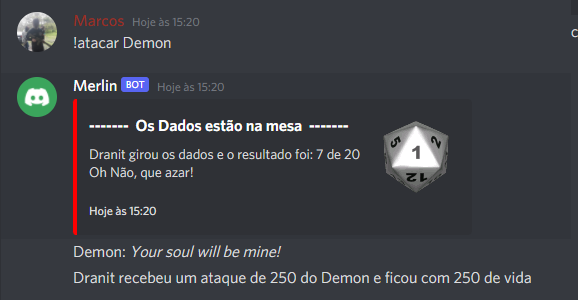 Marcos Hoje às 15:20
!atacar Demon
Merlin BOT Hoje às 15:20
------- Os Dados estão na mesa -------
Dranit girou os dados e o resultado foi: 7 de 20
Oh Não, que azar!
5 1 2 12
Hoje às 15:20
Demon: Your soul will be mine!
Dranit recebeu um ataque de 250 do Demon e ficou com 250 de vida